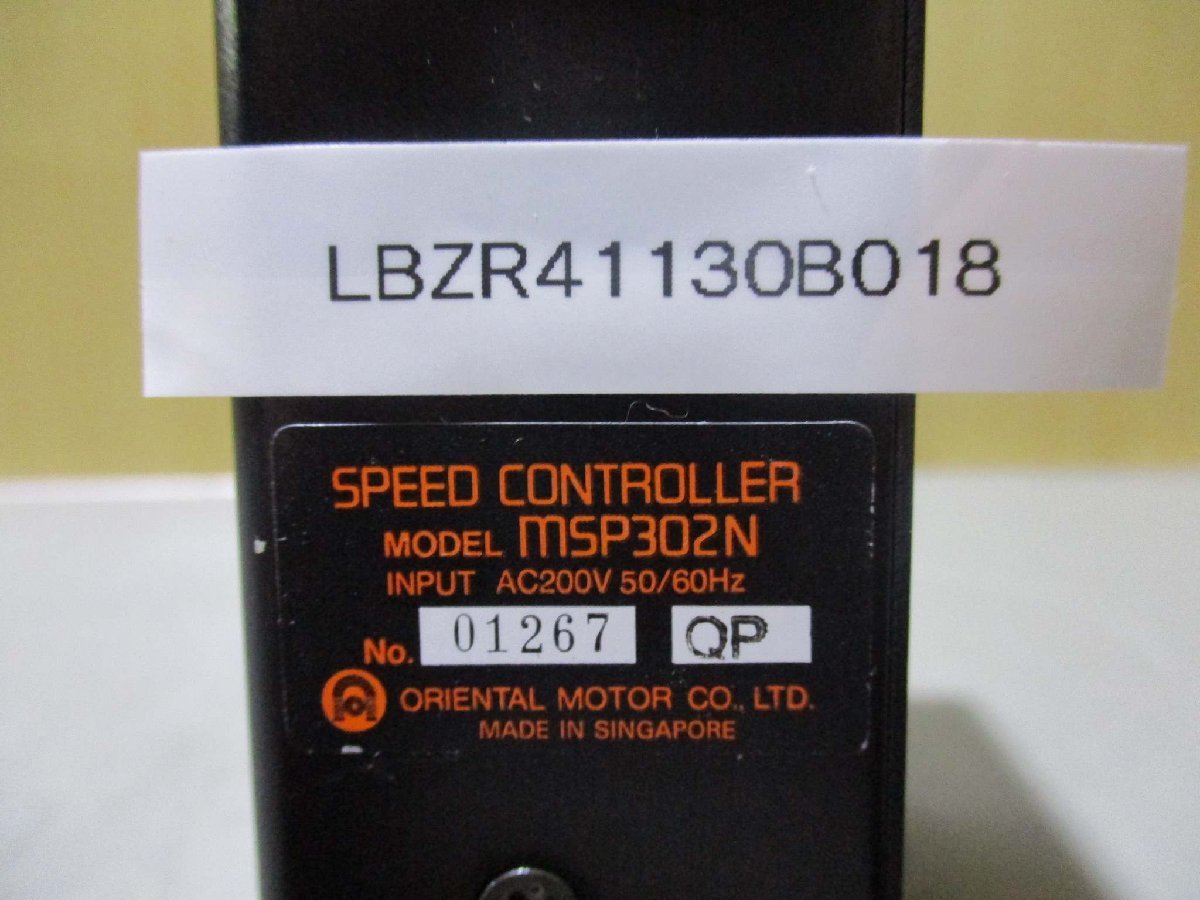 LBZR41130B018
SPEED CONTROLLER
MODEL MSP302N
INPUT AC200V 50/60Hz
No. 01267 QP
ORIENTAL MOTOR CO., LTD.
MADE IN SINGAPORE